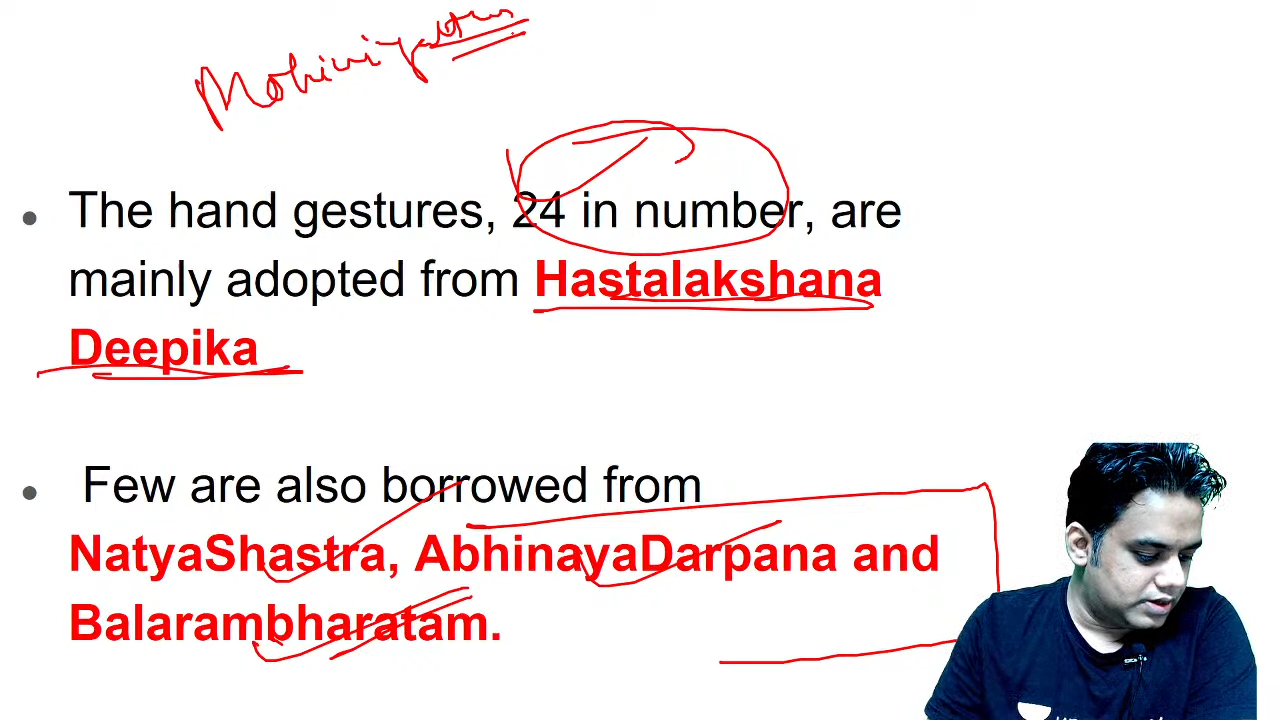 Mohiniyattam
The hand gestures, 24 in number, are
mainly adopted from Hastalakshana
Deepika
Few are also borrowed from
NatyaShastra, AbhinayaDarpana and
Balarambharatam.